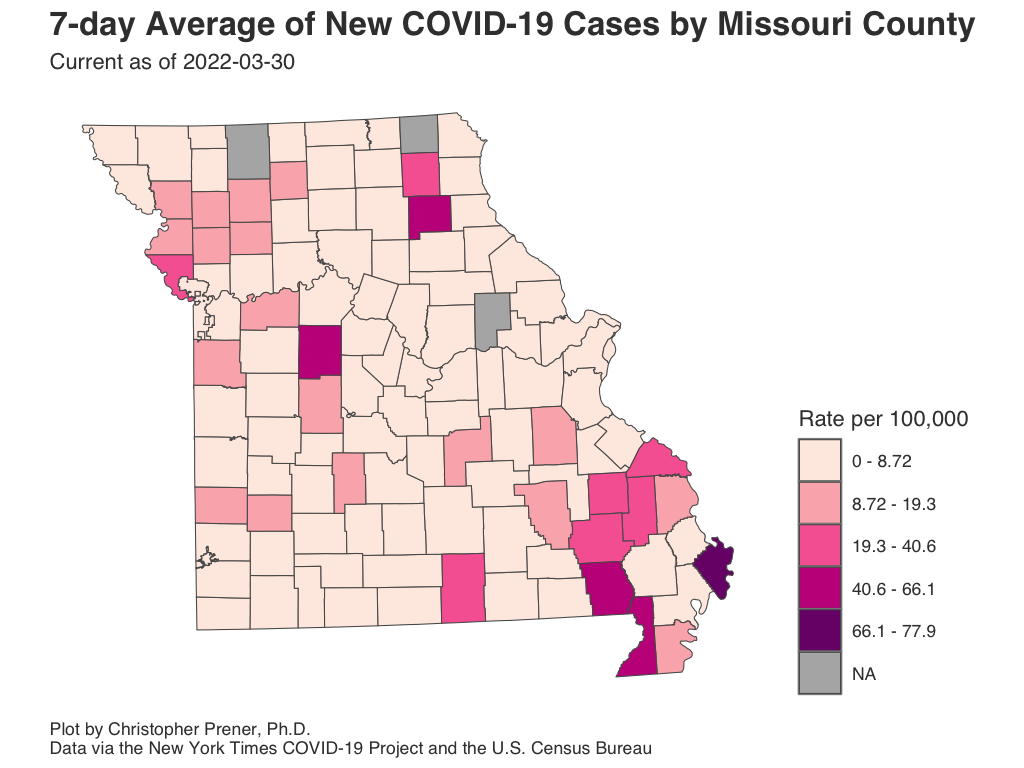 7-day Average of New COVID-19 Cases by Missouri County
Current as of 2022-03-30
Rate per 100,000
0 - 8.72
8.72 - 19.3
19.3 - 40.6
40.6 - 66.1
66.1 - 77.9
NA
Plot by Christopher Prener, Ph.D.
Data via the New York Times COVID-19 Project and the U.S. Census Bureau